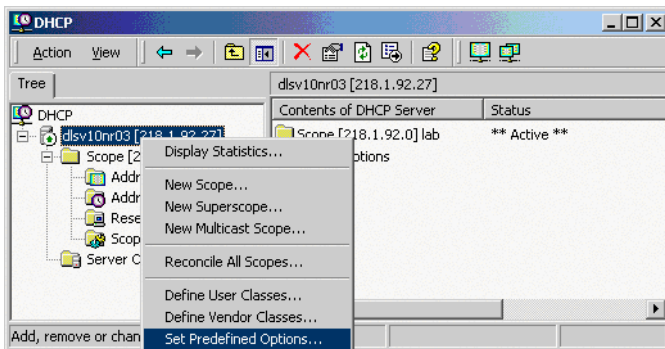 DHCP
Action View
Tree
dlsv10nr03 [218.1.92.27]
DHCP
Contents of DHCP Server Status
dlsv10nr03 [218.1.92.27]
Scope [218.1.92.0] lab ** Active **
Scope [2
Addr
Addr
Rese
Scop
Server C
Display Statistics...
New Scope...
New Superscope...
New Multicast Scope...
Reconcile All Scopes...
Define User Classes...
Define Vendor Classes...
Set Predefined Options...
Add, remove or chan